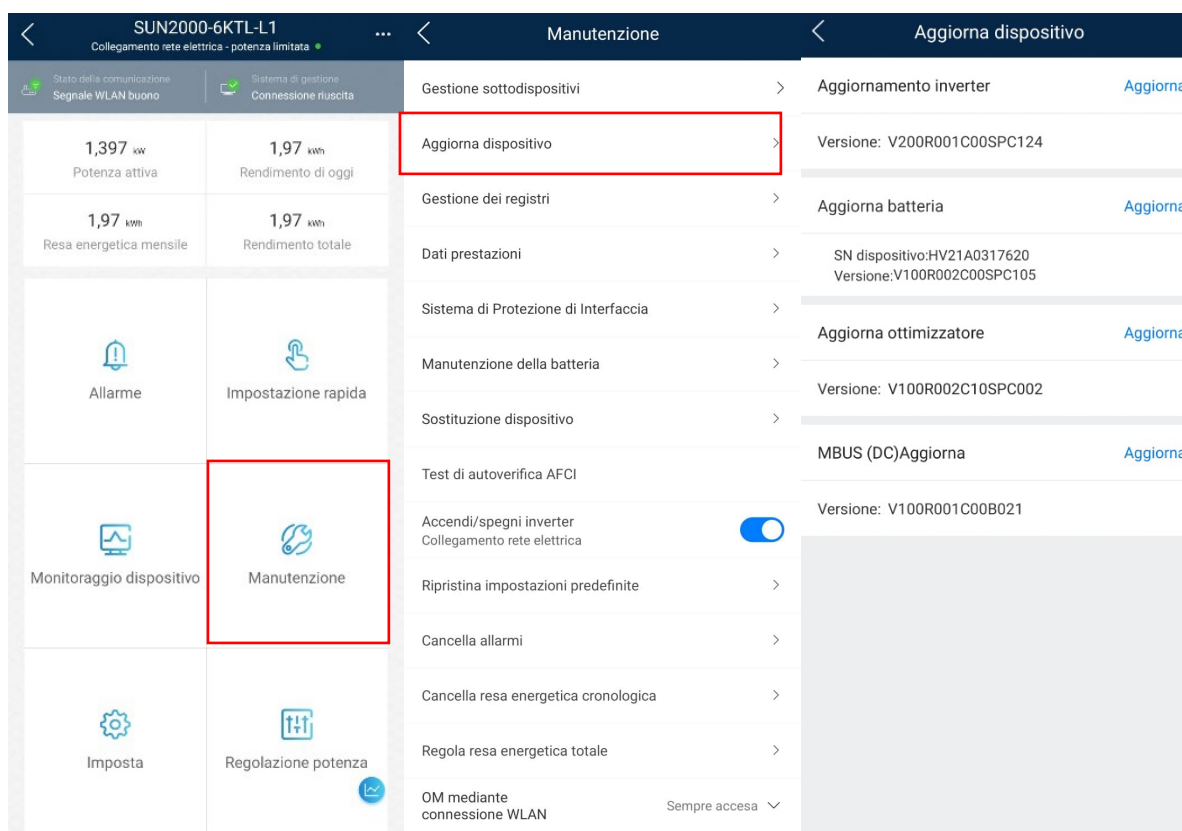 SUN2000-6KTL-L1
Collegamento rete elettrica - potenza limitata
Stato della comunicazione
Segnale WLAN buono
Sistema di gestione
Connessione riuscita
1,397 kW
Potenza attiva
1,97 kWh
Rendimento di oggi
1,97 kWh
Resa energetica mensile
1,97 kWh
Rendimento totale
Allarme
Impostazione rapida
Monitoraggio dispositivo
Manutenzione
Imposta
Regolazione potenza
Manutenzione
Gestione sottodispositivi
Aggiorna dispositivo
Gestione dei registri
Dati prestazioni
Sistema di Protezione di Interfaccia
Manutenzione della batteria
Sostituzione dispositivo
Test di autoverifica AFCI
Accendi/spegni inverter
Collegamento rete elettrica
Ripristina impostazioni predefinite
Cancella allarmi
Cancella resa energetica cronologica
Regola resa energetica totale
OM mediante
connessione WLAN
Sempre accesa
Aggiorna dispositivo
Aggiornamento inverter
Aggiorna
Versione: V200R001C00SPC124
Aggiorna batteria
Aggiorna
SN dispositivo:HV21A0317620
Versione:V100R002C00SPC105
Aggiorna ottimizzatore
Aggiorna
Versione: V100R002C10SPC002
MBUS (DC)Aggiorna
Aggiorna
Versione: V100R001C00B021